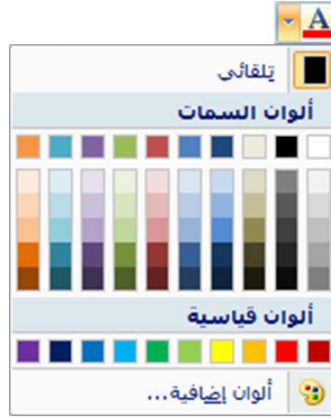 A
تلقائي
ألوان السمات
ألوان قياسية
ألوان إضافية...